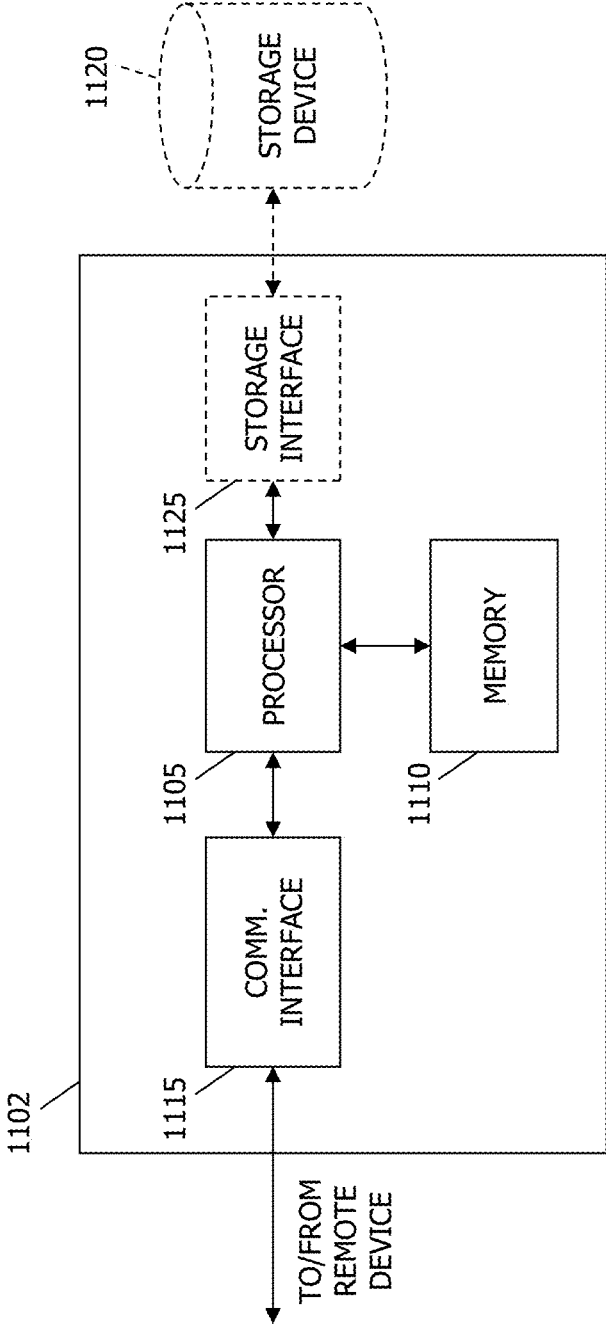 1102
TO/FROM
REMOTE
DEVICE
1115
COMM.
INTERFACE
1105
PROCESSOR
1110
MEMORY
1125
STORAGE
INTERFACE
1120
STORAGE
DEVICE